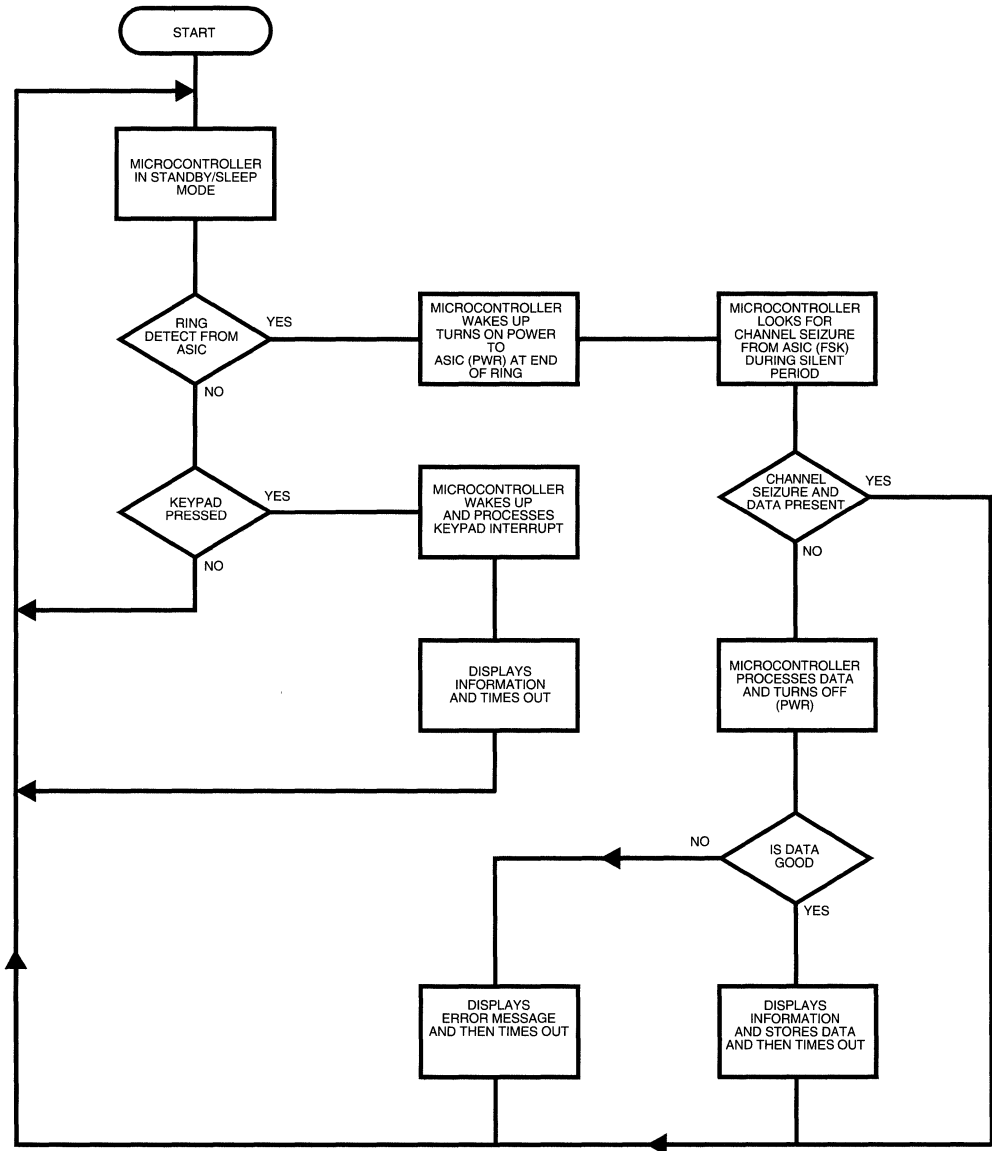 START
MICROCONTROLLER
IN STANDBY/SLEEP
MODE
RING
DETECT FROM
ASIC
YES
NO
MICROCONTROLLER
WAKES UP
TURNS ON POWER
TO
ASIC (PWR) AT END
OF RING
MICROCONTROLLER
LOOKS FOR
CHANNEL SEIZURE
FROM ASIC (FSK)
DURING SILENT
PERIOD
KEYPAD
PRESSED
YES
NO
MICROCONTROLLER
WAKES UP
AND PROCESSES
KEYPAD INTERRUPT
CHANNEL
SEIZURE AND
DATA PRESENT
YES
NO
DISPLAYS
INFORMATION
AND TIMES OUT
MICROCONTROLLER
PROCESSES DATA
AND TURNS OFF
(PWR)
NO
IS DATA
GOOD
YES
DISPLAYS
ERROR MESSAGE
AND THEN TIMES OUT
DISPLAYS
INFORMATION
AND STORES DATA
AND THEN TIMES OUT